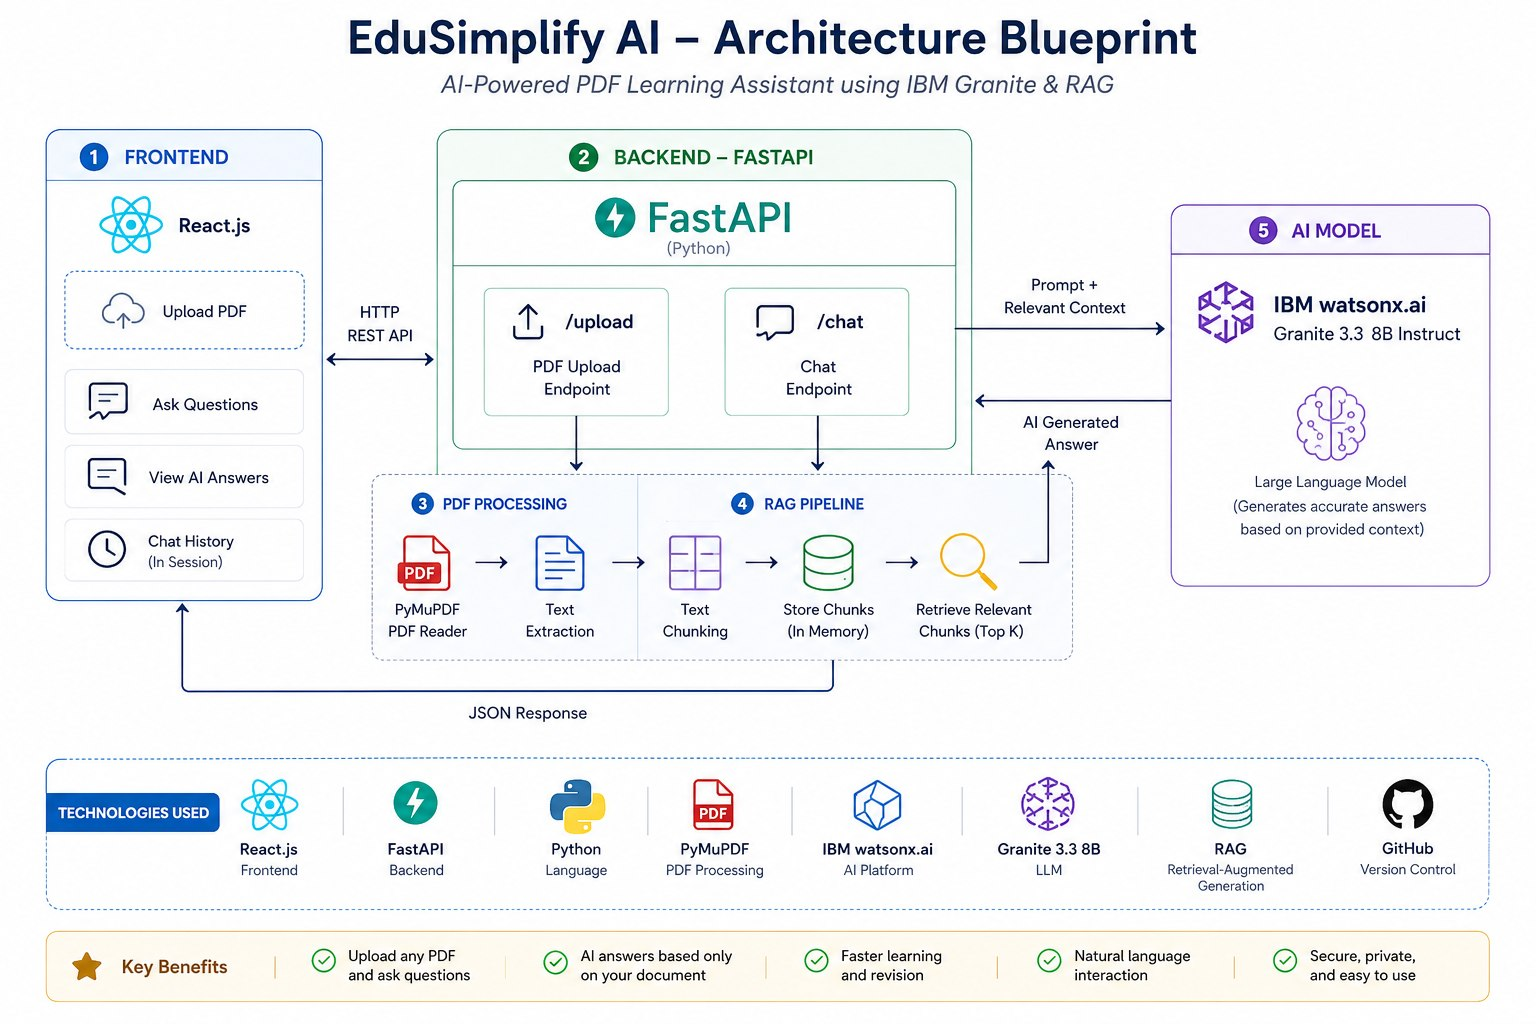 EduSimplify AI – Architecture Blueprint
AI-Powered PDF Learning Assistant using IBM Granite & RAG
1 FRONTEND
React.js
Upload PDF
Ask Questions
View AI Answers
Chat History
(In Session)
HTTP
REST API
2 BACKEND – FASTAPI
FastAPI
(Python)
/upload
PDF Upload
Endpoint
/chat
Chat
Endpoint
Prompt +
Relevant Context
AI Generated
Answer
5 AI MODEL
IBM watsonx.ai
Granite 3.3 8B Instruct
Large Language Model
(Generates accurate answers
based on provided context)
3 PDF PROCESSING
PDF
PyMuPDF
PDF Reader
Text
Extraction
4 RAG PIPELINE
Text
Chunking
Store Chunks
(In Memory)
Retrieve Relevant
Chunks (Top K)
JSON Response
TECHNOLOGIES USED
React.js
Frontend
FastAPI
Backend
Python
Language
PDF
PyMuPDF
PDF Processing
IBM watsonx.ai
AI Platform
Granite 3.3 8B
LLM
RAG
Retrieval-Augmented
Generation
GitHub
Version Control
Key Benefits
Upload any PDF
and ask questions
AI answers based only
on your document
Faster learning
and revision
Natural language
interaction
Secure, private,
and easy to use